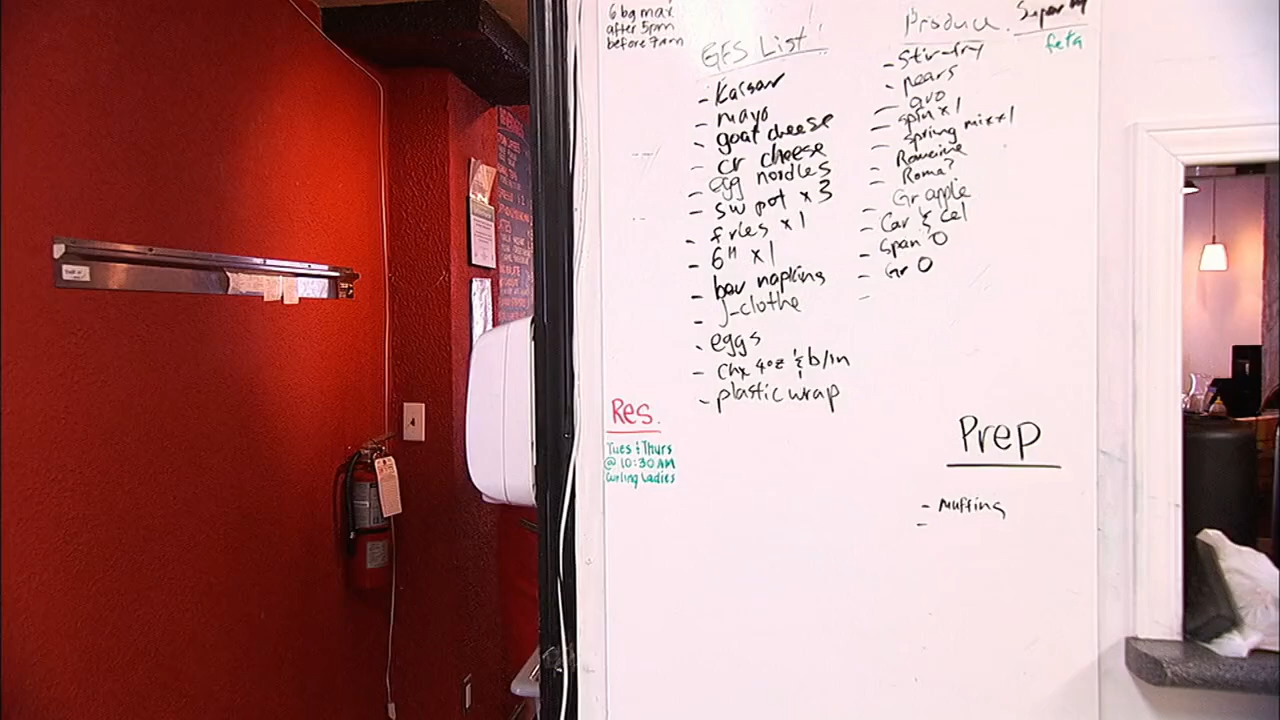 6 bg max
after 5pm
before 7am
GFS List
- Kaisar
- mayo
- goat cheese
- cr cheese
- egg noodles
- sw pot x 3
- fries x 1
- 6" x 1
- bev napkins
- J-clothe
- eggs
- chx 4oz & b/in
- plastic wrap
Produce
- Stir-fry
- pears
- avo
- spin x 1
- spring mix x 1
- Romaine
- Roma?
- Gr apple
- Car & cel
- Span O
- Gr O
-
feta
Res.
Tues & Thurs
@ 10:30 AM
Curling Ladies
Prep
- Muffins
-